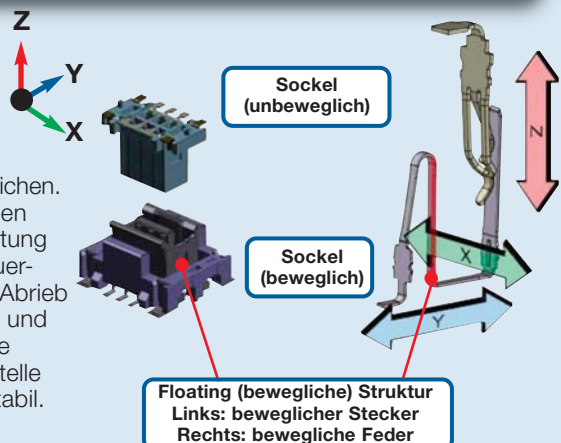 Z
Y
X
Sockel
(unbeweglich)
Z
ichen.
en
tung
uer-
Abrieb
und
e
telle
tabil.
Sockel
(beweglich)
X
Y
Floating (bewegliche) Struktur
Links: beweglicher Stecker
Rechts: bewegliche Feder